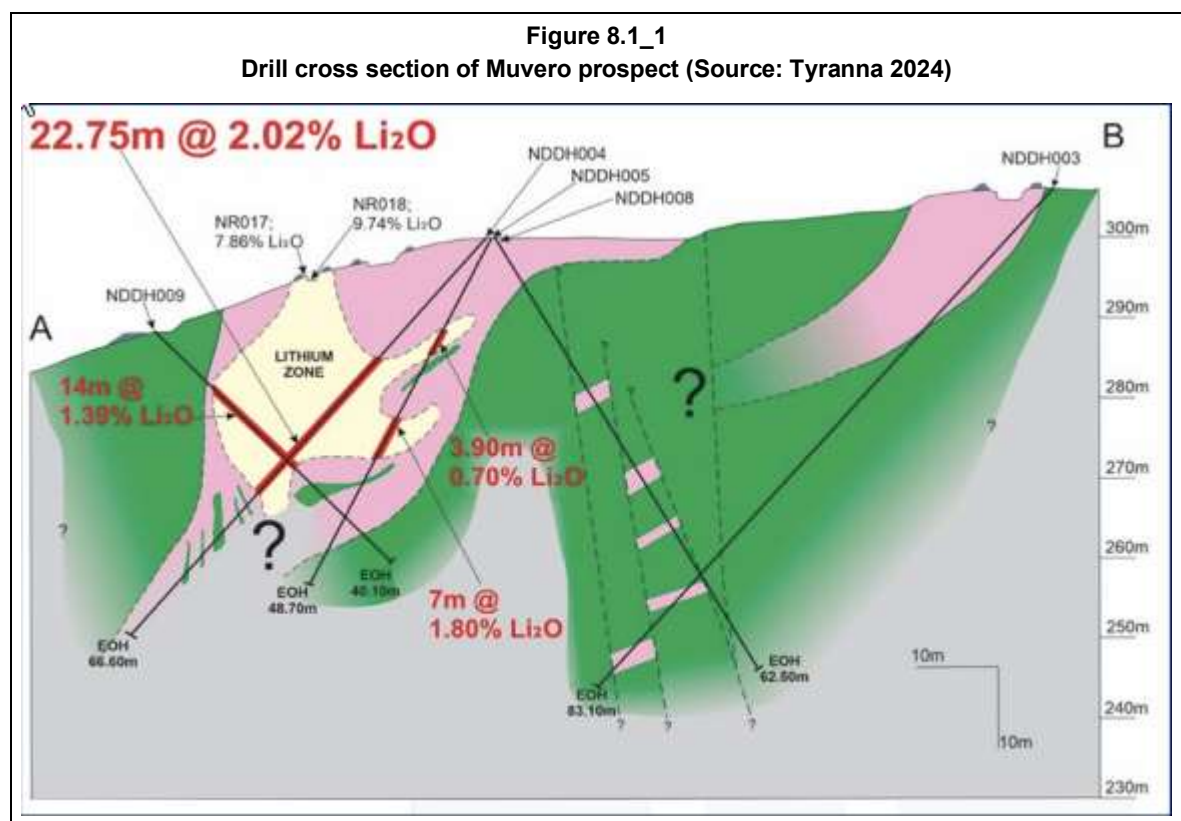 Figure 8.1_1
Drill cross section of Muvero prospect (Source: Tyranna 2024)
22.75m @ 2.02% Li₂O
NDDH004
NDDH005
NDDH008
B
NDDH003
NR017;
7.86% Li₂O
NR018;
9.74% Li₂O
NDDH009
A
LITHIUM
ZONE
14m @
1.39% Li₂O
3.90m @
0.70% Li₂O
7m @
1.80% Li₂O
?
?
?
?
EOH
66.60m
EOH
48.70m
EOH
40.10m
EOH
83.10m
EOH
62.50m
?
?
?
10m
10m
300m
290m
280m
270m
260m
250m
240m
230m